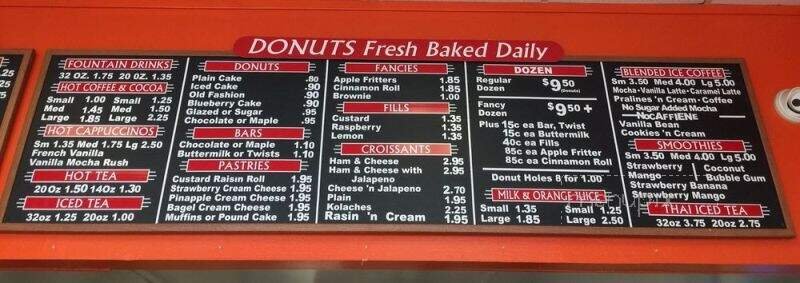 DONUTS Fresh Baked Daily
FOUNTAIN DRINKS
32 OZ. 1.75 20 OZ. 1.35
HOT COFFEE & COCOA
Small 1.00 Small 1.25
Med 1.45 Med 1.50
Large 1.85 Large 2.25
HOT CAPPUCCINOS
Sm 1.35 Med 1.75 Lg 2.50
French Vanilla
Vanilla Mocha Rush
HOT TEA
20 Oz 1.50 14Oz 1.30
ICED TEA
32oz 1.25 20oz 1.00
DONUTS
Plain Cake .80
Iced Cake .90
Old Fashion .90
Blueberry Cake .90
Glazed or Sugar .95
Chocolate or Maple .95
BARS
Chocolate or Maple 1.10
Buttermilk or Twists 1.10
PASTRIES
Custard Raisin Roll 1.95
Strawberry Cream Cheese 1.95
Pinapple Cream Cheese 1.95
Bagel Cream Cheese 1.95
Muffins or Pound Cake 1.95
FANCIES
Apple Fritters 1.85
Cinnamon Roll 1.85
Brownie 1.00
FILLS
Custard 1.35
Raspberry 1.35
Lemon 1.35
CROISSANTS
Ham & Cheese 2.95
Ham & Cheese with 2.95
Jalapeno
Cheese 'n Jalapeno 2.70
Plain 1.95
Kolaches 2.25
Rasin 'n Cream 1.95
DOZEN
Regular $9.50
Dozen (Donuts)
Fancy $9.50 +
Dozen
Plus 15c ea Bar, Twist
15c ea Buttermilk
40c ea Fills
85c ea Apple Fritter
85c ea Cinnamon Roll
Donut Holes 8 for 1.00
MILK & ORANGE JUICE
Small 1.35 Small 1.25
Large 1.85 Large 2.50
BLENDED ICE COFFEE
Sm 3.50 Med 4.00 Lg 5.00
Mocha-Vanilla Latte-Caramel Latte
Pralines 'n Cream-Coffee
No Sugar Added Mocha
NOCAFFIENE
Vanilla Bean
Cookies 'n Cream
SMOOTHIES
Sm 3.50 Med 4.00 Lg 5.00
Strawberry Coconut
Mango Bubble Gum
Strawberry Banana
Strawberry Mango
THAI ICED TEA
32oz 3.75 20oz 2.75